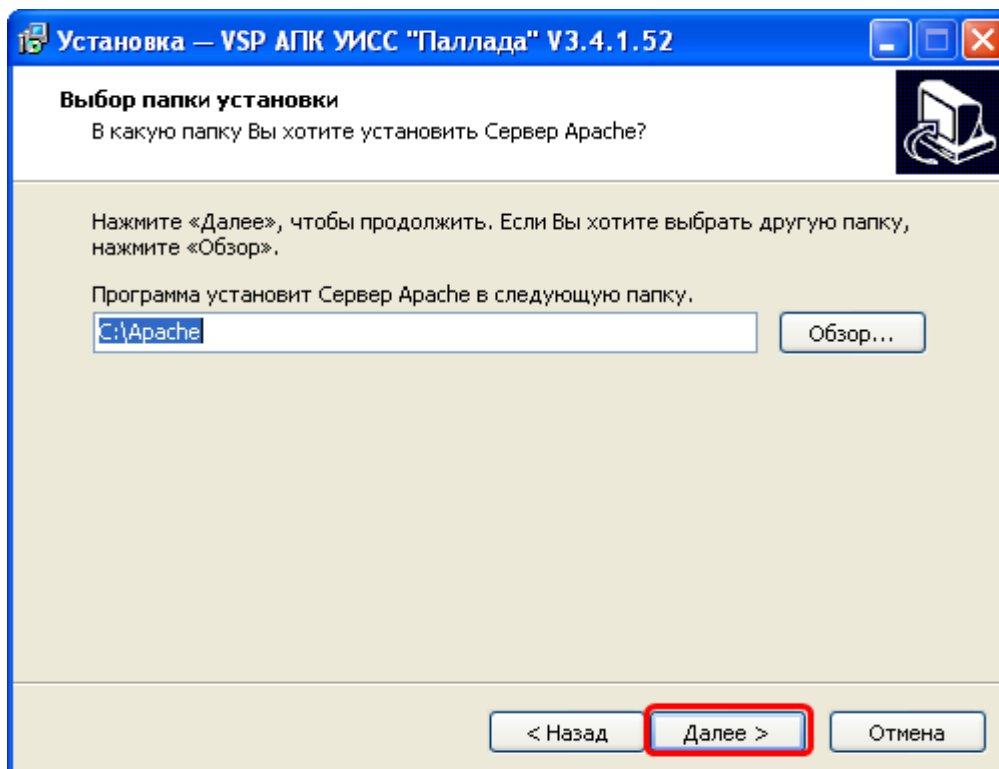 Установка — VSP АПК УИСС "Паллада" V3.4.1.52
Выбор папки установки
В какую папку Вы хотите установить Сервер Apache?
Нажмите «Далее», чтобы продолжить. Если Вы хотите выбрать другую папку,
нажмите «Обзор».
Программа установит Сервер Apache в следующую папку.
C:\Apache
Обзор...
< Назад
Далее >
Отмена